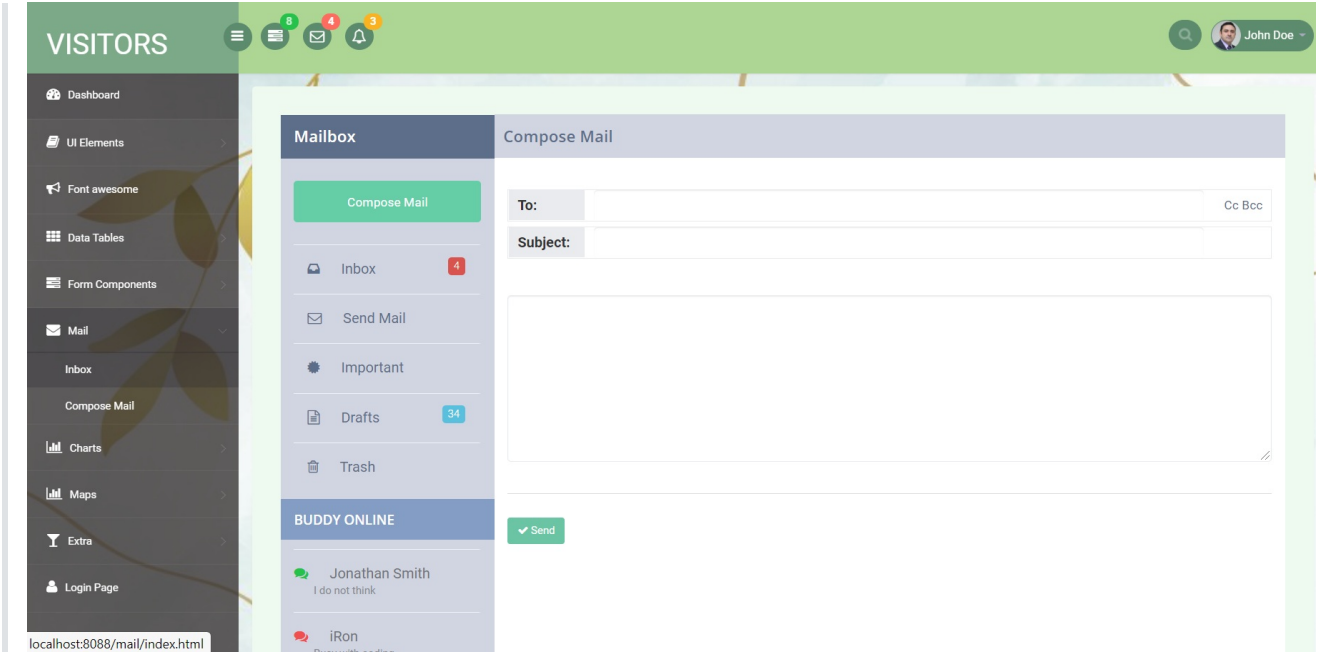 VISITORS
8
4
3
John Doe
Dashboard
UI Elements
Font awesome
Data Tables
Form Components
Mail
Inbox
Compose Mail
Charts
Maps
Extra
Login Page
localhost:8088/mail/index.html
Mailbox
Compose Mail
Inbox 4
Send Mail
Important
Drafts 34
Trash
BUDDY ONLINE
Jonathan Smith
I do not think
iRon
Compose Mail
To: Cc Bcc
Subject:
Send